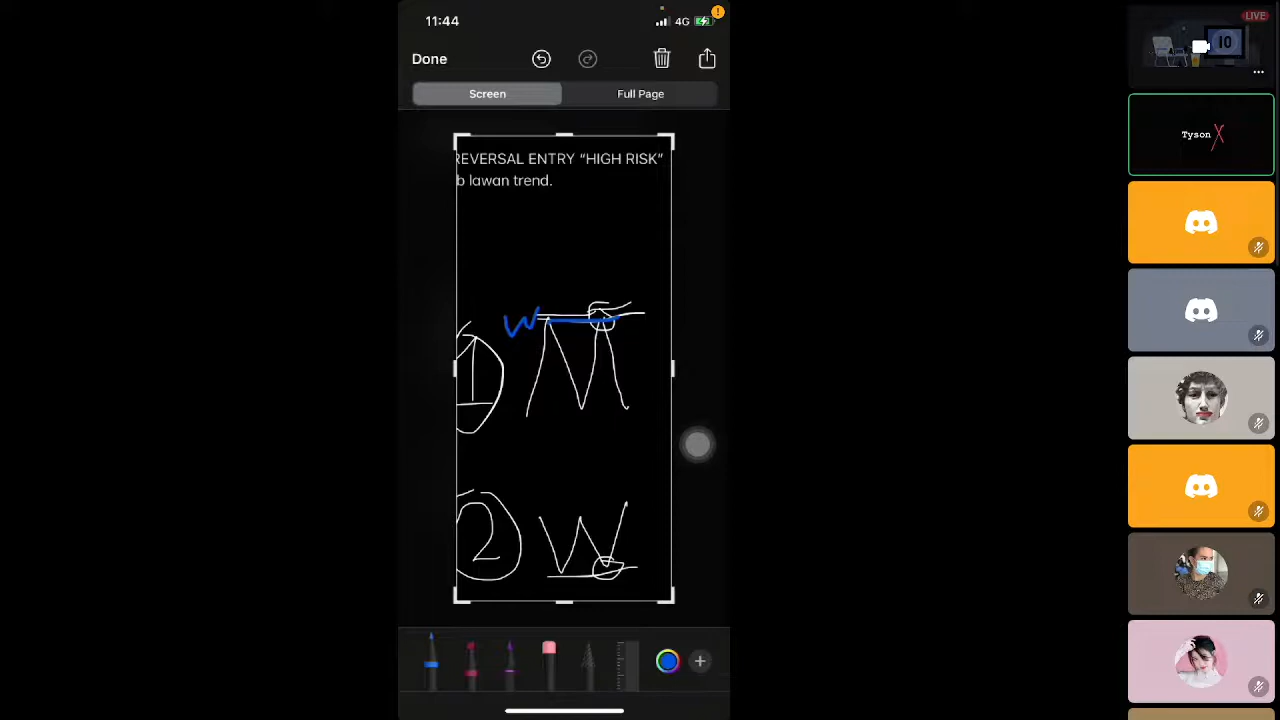 11:44
4G
!
LIVE
10
Done
Screen
Full Page
Tyson X
REVERSAL ENTRY “HIGH RISK”
b lawan trend.
W
1
M
2
W